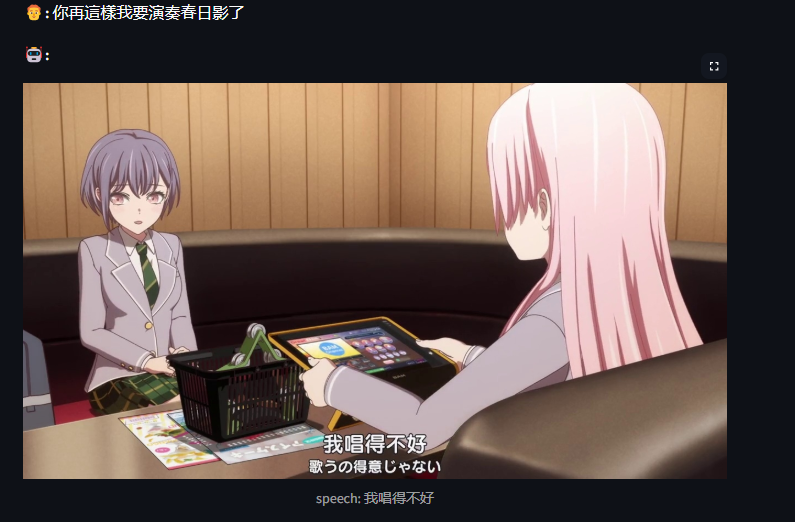 👨‍🦰: 你再這樣我要演奏春日影了
🤖:
我唱得不好
歌うの得意じゃない
speech: 我唱得不好